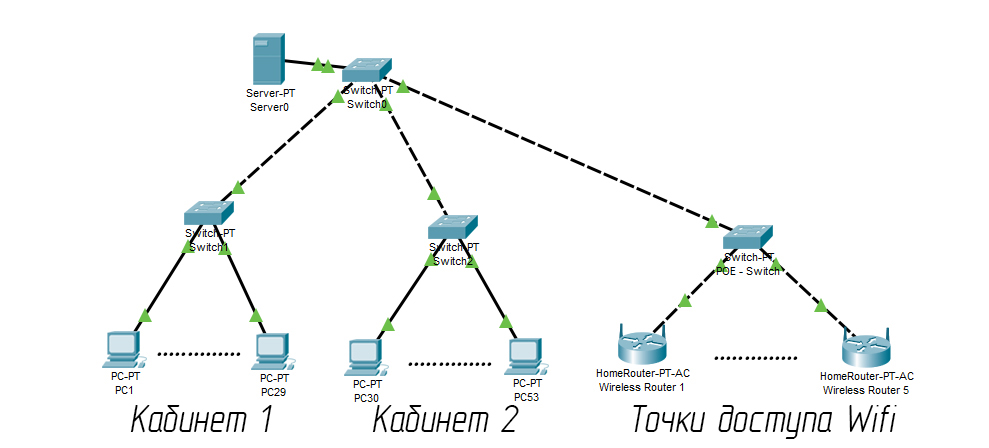 Server-PT
Server0
Switch-PT
Switch0
Switch-PT
Switch1
Switch-PT
Switch2
Switch-PT
POE - Switch
PC-PT
PC1
PC-PT
PC29
PC-PT
PC30
PC-PT
PC53
HomeRouter-PT-AC
Wireless Router 1
HomeRouter-PT-AC
Wireless Router 5
Кабинет 1
Кабинет 2
Точки доступа Wifi